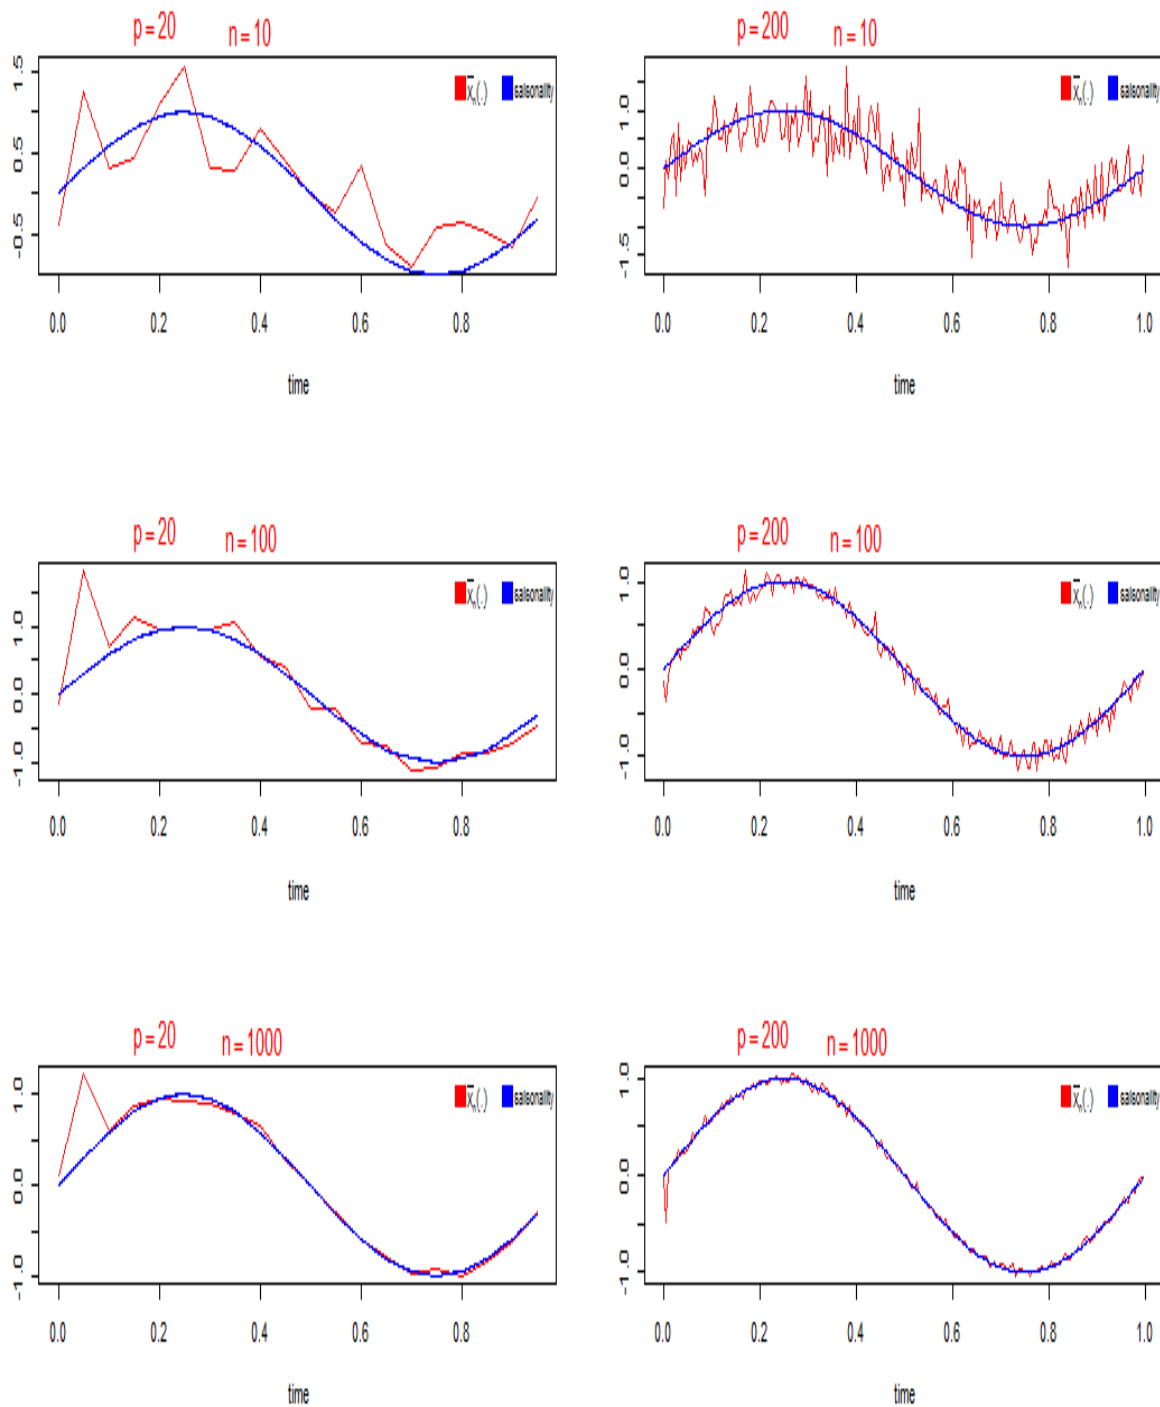 p = 20 n = 10
X̄n(.) saisonality
1.5
0.5
-0.5
0.0 0.2 0.4 0.6 0.8
time
p = 200 n = 10
X̄n(.) saisonality
1.0
0.0
-1.5
0.0 0.2 0.4 0.6 0.8 1.0
time
p = 20 n = 100
X̄n(.) saisonality
1.0
0.0
-1.0
0.0 0.2 0.4 0.6 0.8
time
p = 200 n = 100
X̄n(.) saisonality
1.0
0.0
-1.0
0.0 0.2 0.4 0.6 0.8 1.0
time
p = 20 n = 1000
X̄n(.) saisonality
1.0
0.0
-1.0
0.0 0.2 0.4 0.6 0.8
time
p = 200 n = 1000
X̄n(.) saisonality
1.0
0.0
-1.0
0.0 0.2 0.4 0.6 0.8 1.0
time